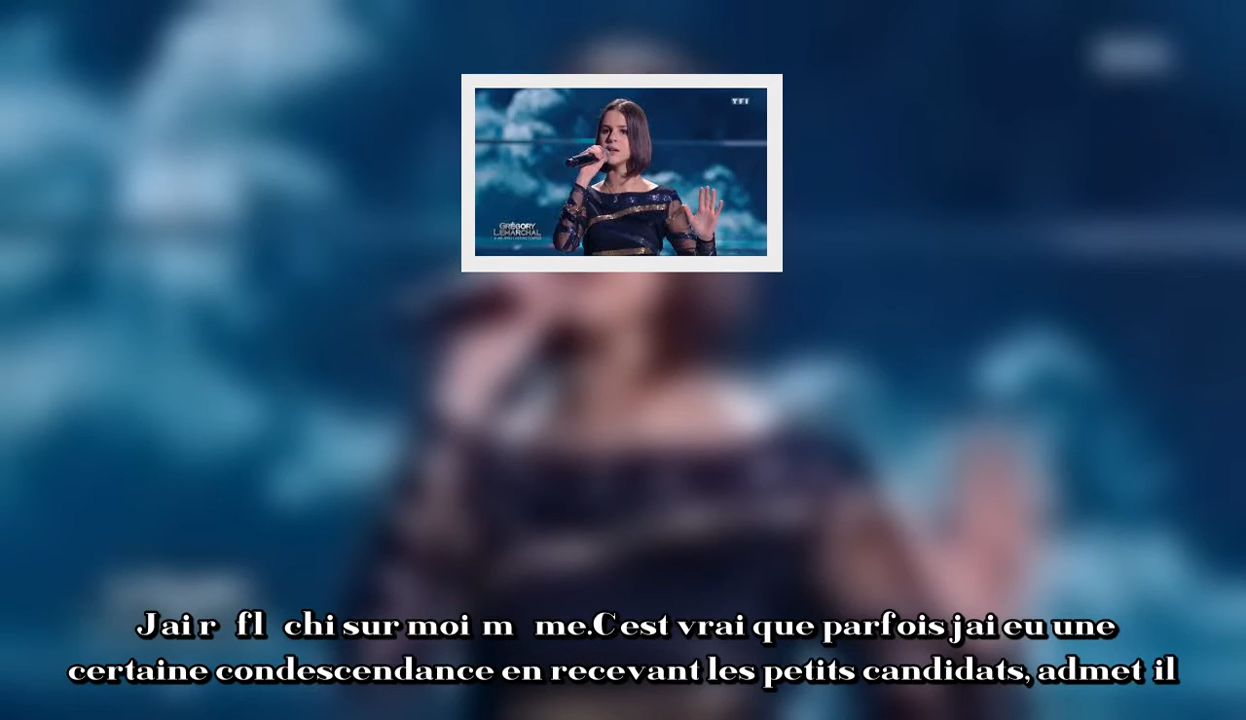 TF1
GRÉGORY
LEMARCHAL
Jai r fl chi sur moi m me.Cest vrai que parfois jai eu une
certaine condescendance en recevant les petits candidats, admet il